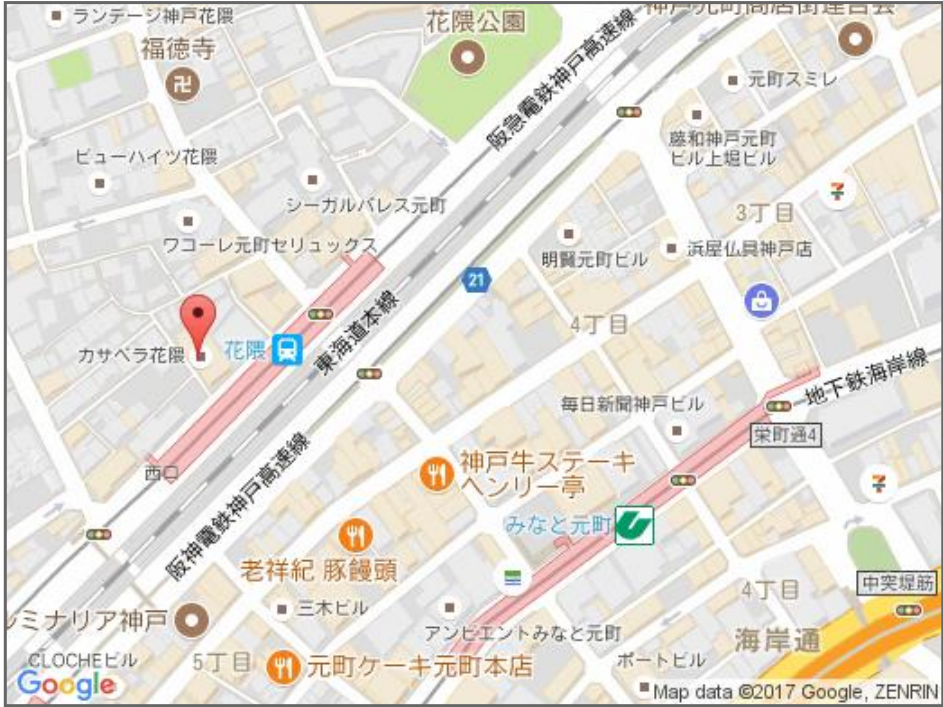 ランデージ神戸花隈
福徳寺
花隈公園
神戸元町商店街連合会
阪急電鉄神戸高速線
元町スミレ
藤和神戸元町
ビル上堀ビル
ビューハイツ花隈
シーガルパレス元町
ワコーレ元町セリュックス
3丁目
浜屋仏具神戸店
明賢元町ビル
21
4丁目
東海道本線
カサベラ花隈
花隈
地下鉄海岸線
毎日新聞神戸ビル
栄町通4
西口
阪神電鉄神戸高速線
神戸牛ステーキ
ヘンリー亭
みなと元町
老祥紀 豚饅頭
三木ビル
ルミナリア神戸
アンビエントみなと元町
4丁目
中突堤筋
海岸通
CLOCHEビル
5丁目
元町ケーキ元町本店
ポートビル
Google
Map data ©2017 Google, ZENRIN